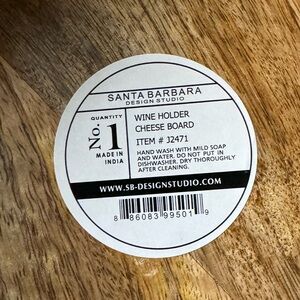 SANTA BARBARA
DESIGN STUDIO
QUANTITY
No. 1
MADE IN
INDIA
WINE HOLDER
CHEESE BOARD
ITEM # J2471
HAND WASH WITH MILD SOAP
AND WATER. DO NOT PUT IN
DISHWASHER. DRY THOROUGHLY
AFTER CLEANING.
WWW.SB-DESIGNSTUDIO.COM
8 86083 99501 9